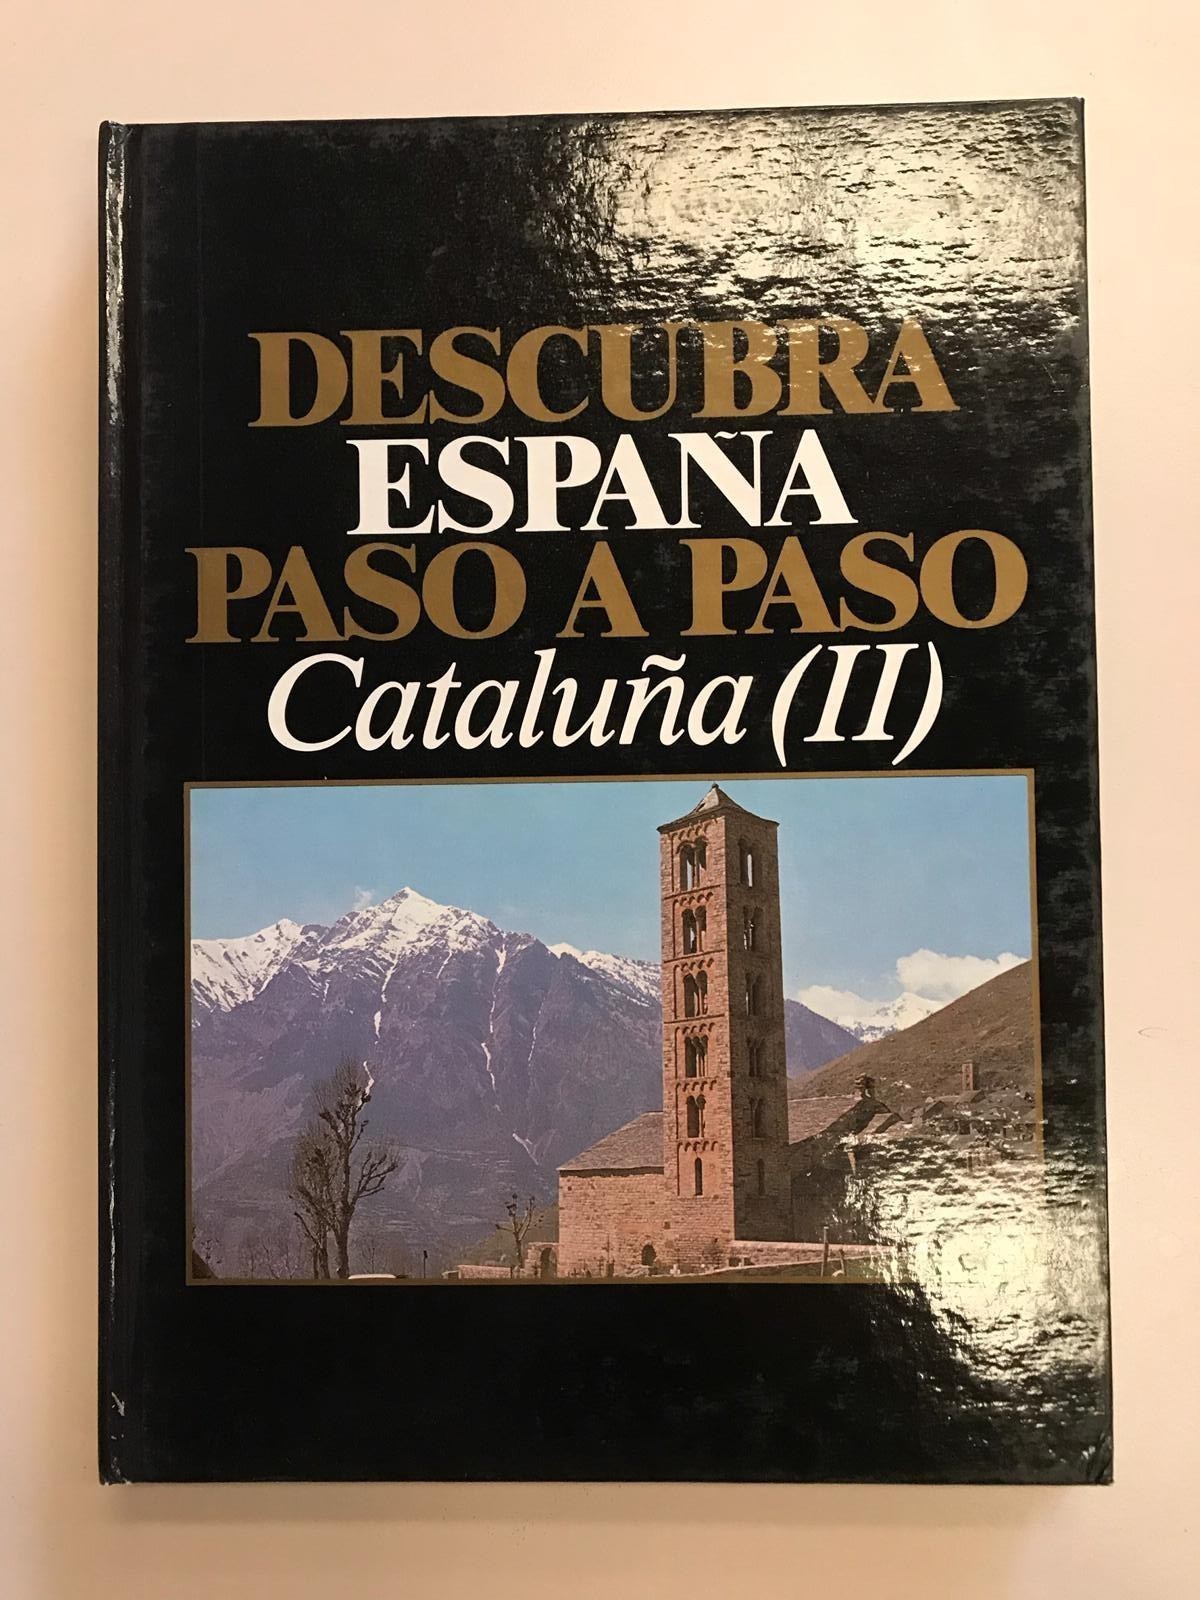 DESCUBRA
ESPAÑA
PASO A PASO
Cataluña (II)